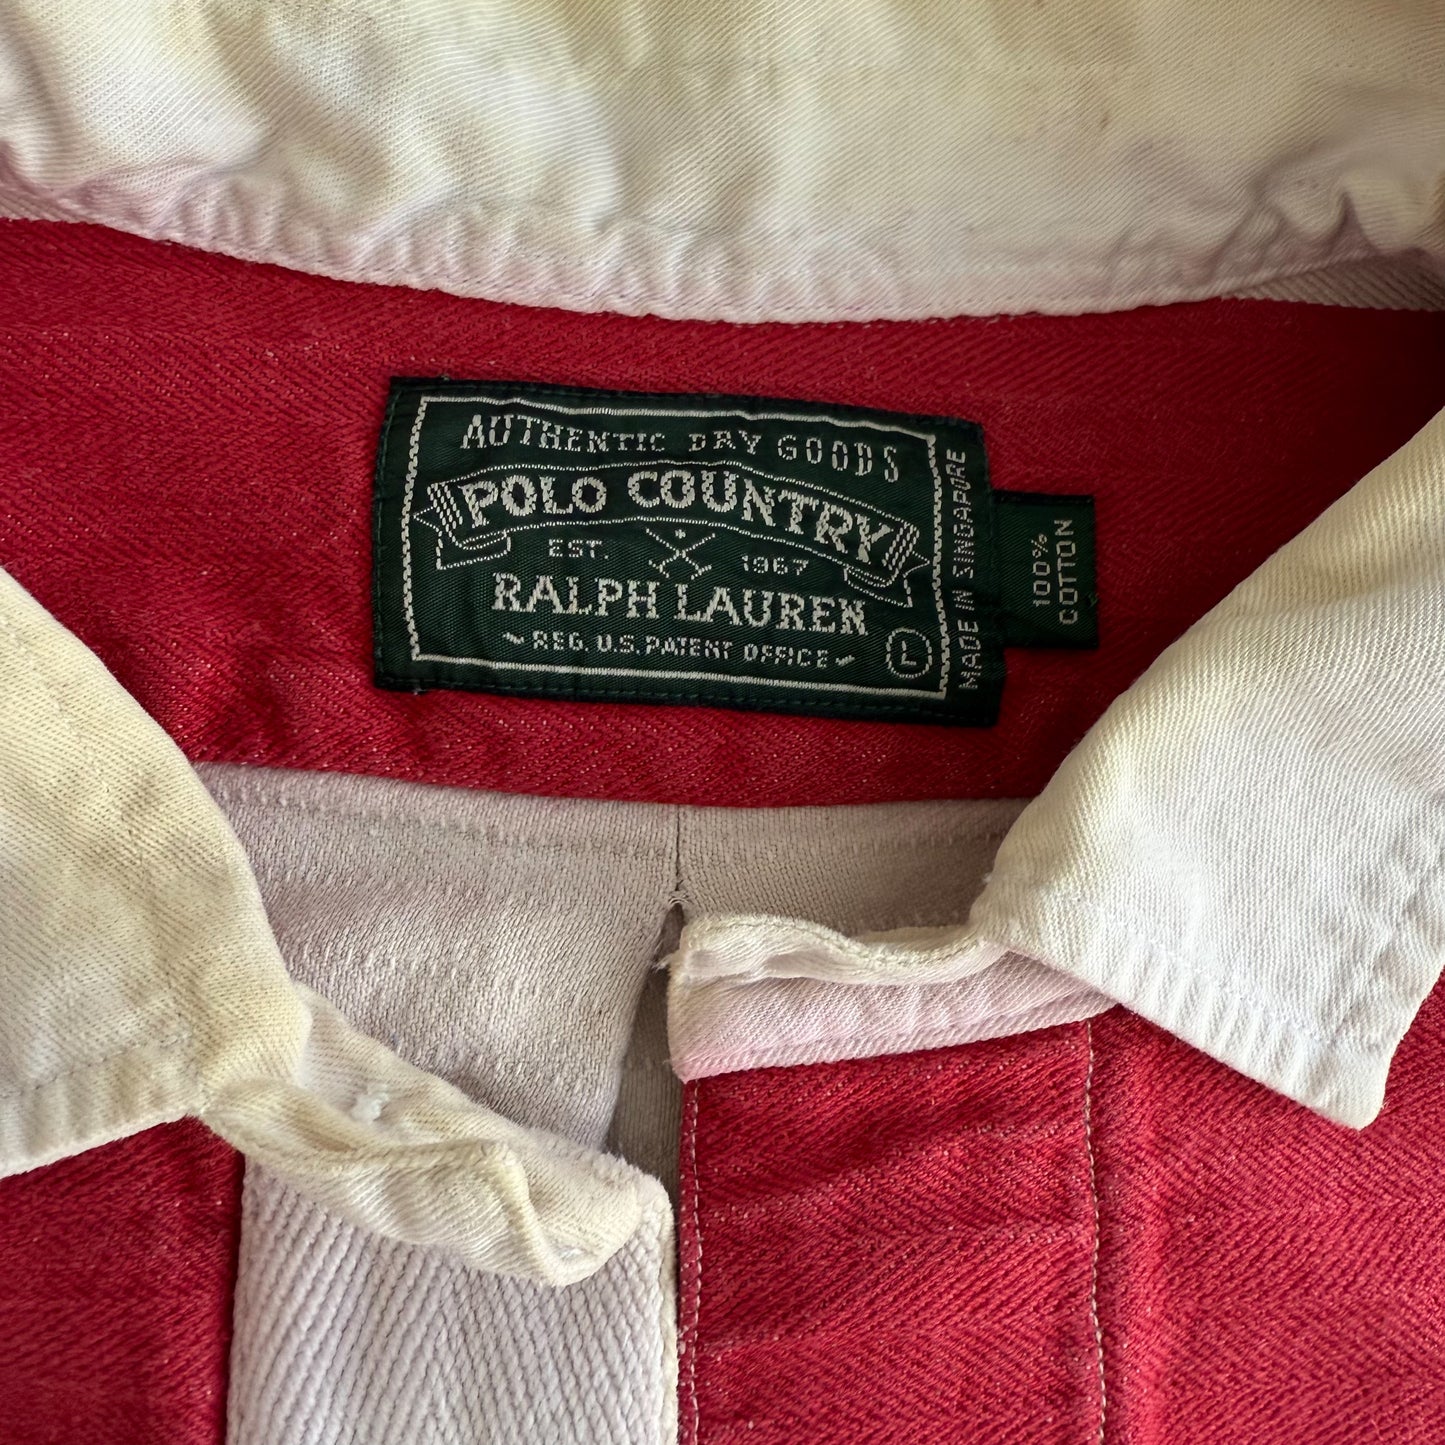 AUTHENTIC DRY GOODS
POLO COUNTRY
EST. 1967
RALPH LAUREN
REG. U.S. PATENT OFFICE
L
MADE IN SINGAPORE
100%
COTTON